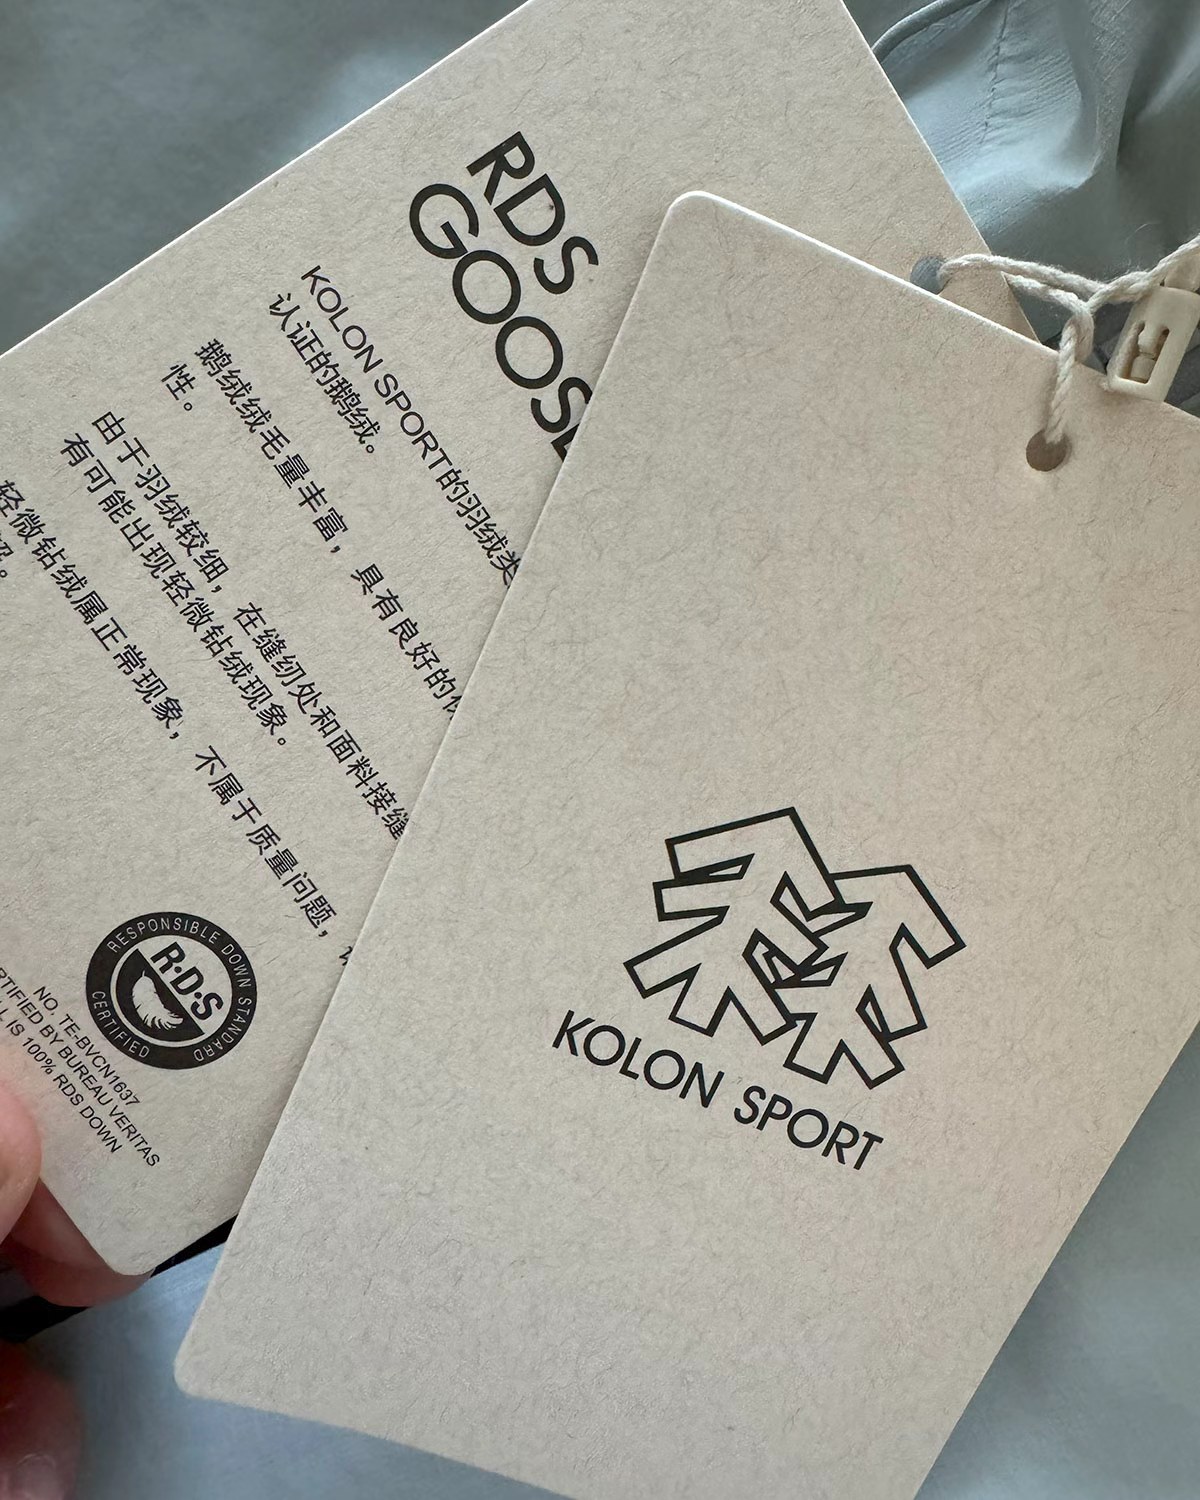 RDS
GOOSE
KOLON SPORT的羽绒类
认证的鹅绒。
鹅绒绒毛量丰富，具有良好的
性。
由于羽绒较细，在缝纫处和面料接缝
有可能出现轻微钻绒现象。
轻微钻绒属正常现象，不属于质量问题，
RESPONSIBLE DOWN STANDARD
R·D·S
CERTIFIED
NO. TE-BVCN1637
CERTIFIED BY BUREAU VERITAS
IS 100% RDS DOWN
KOLON SPORT